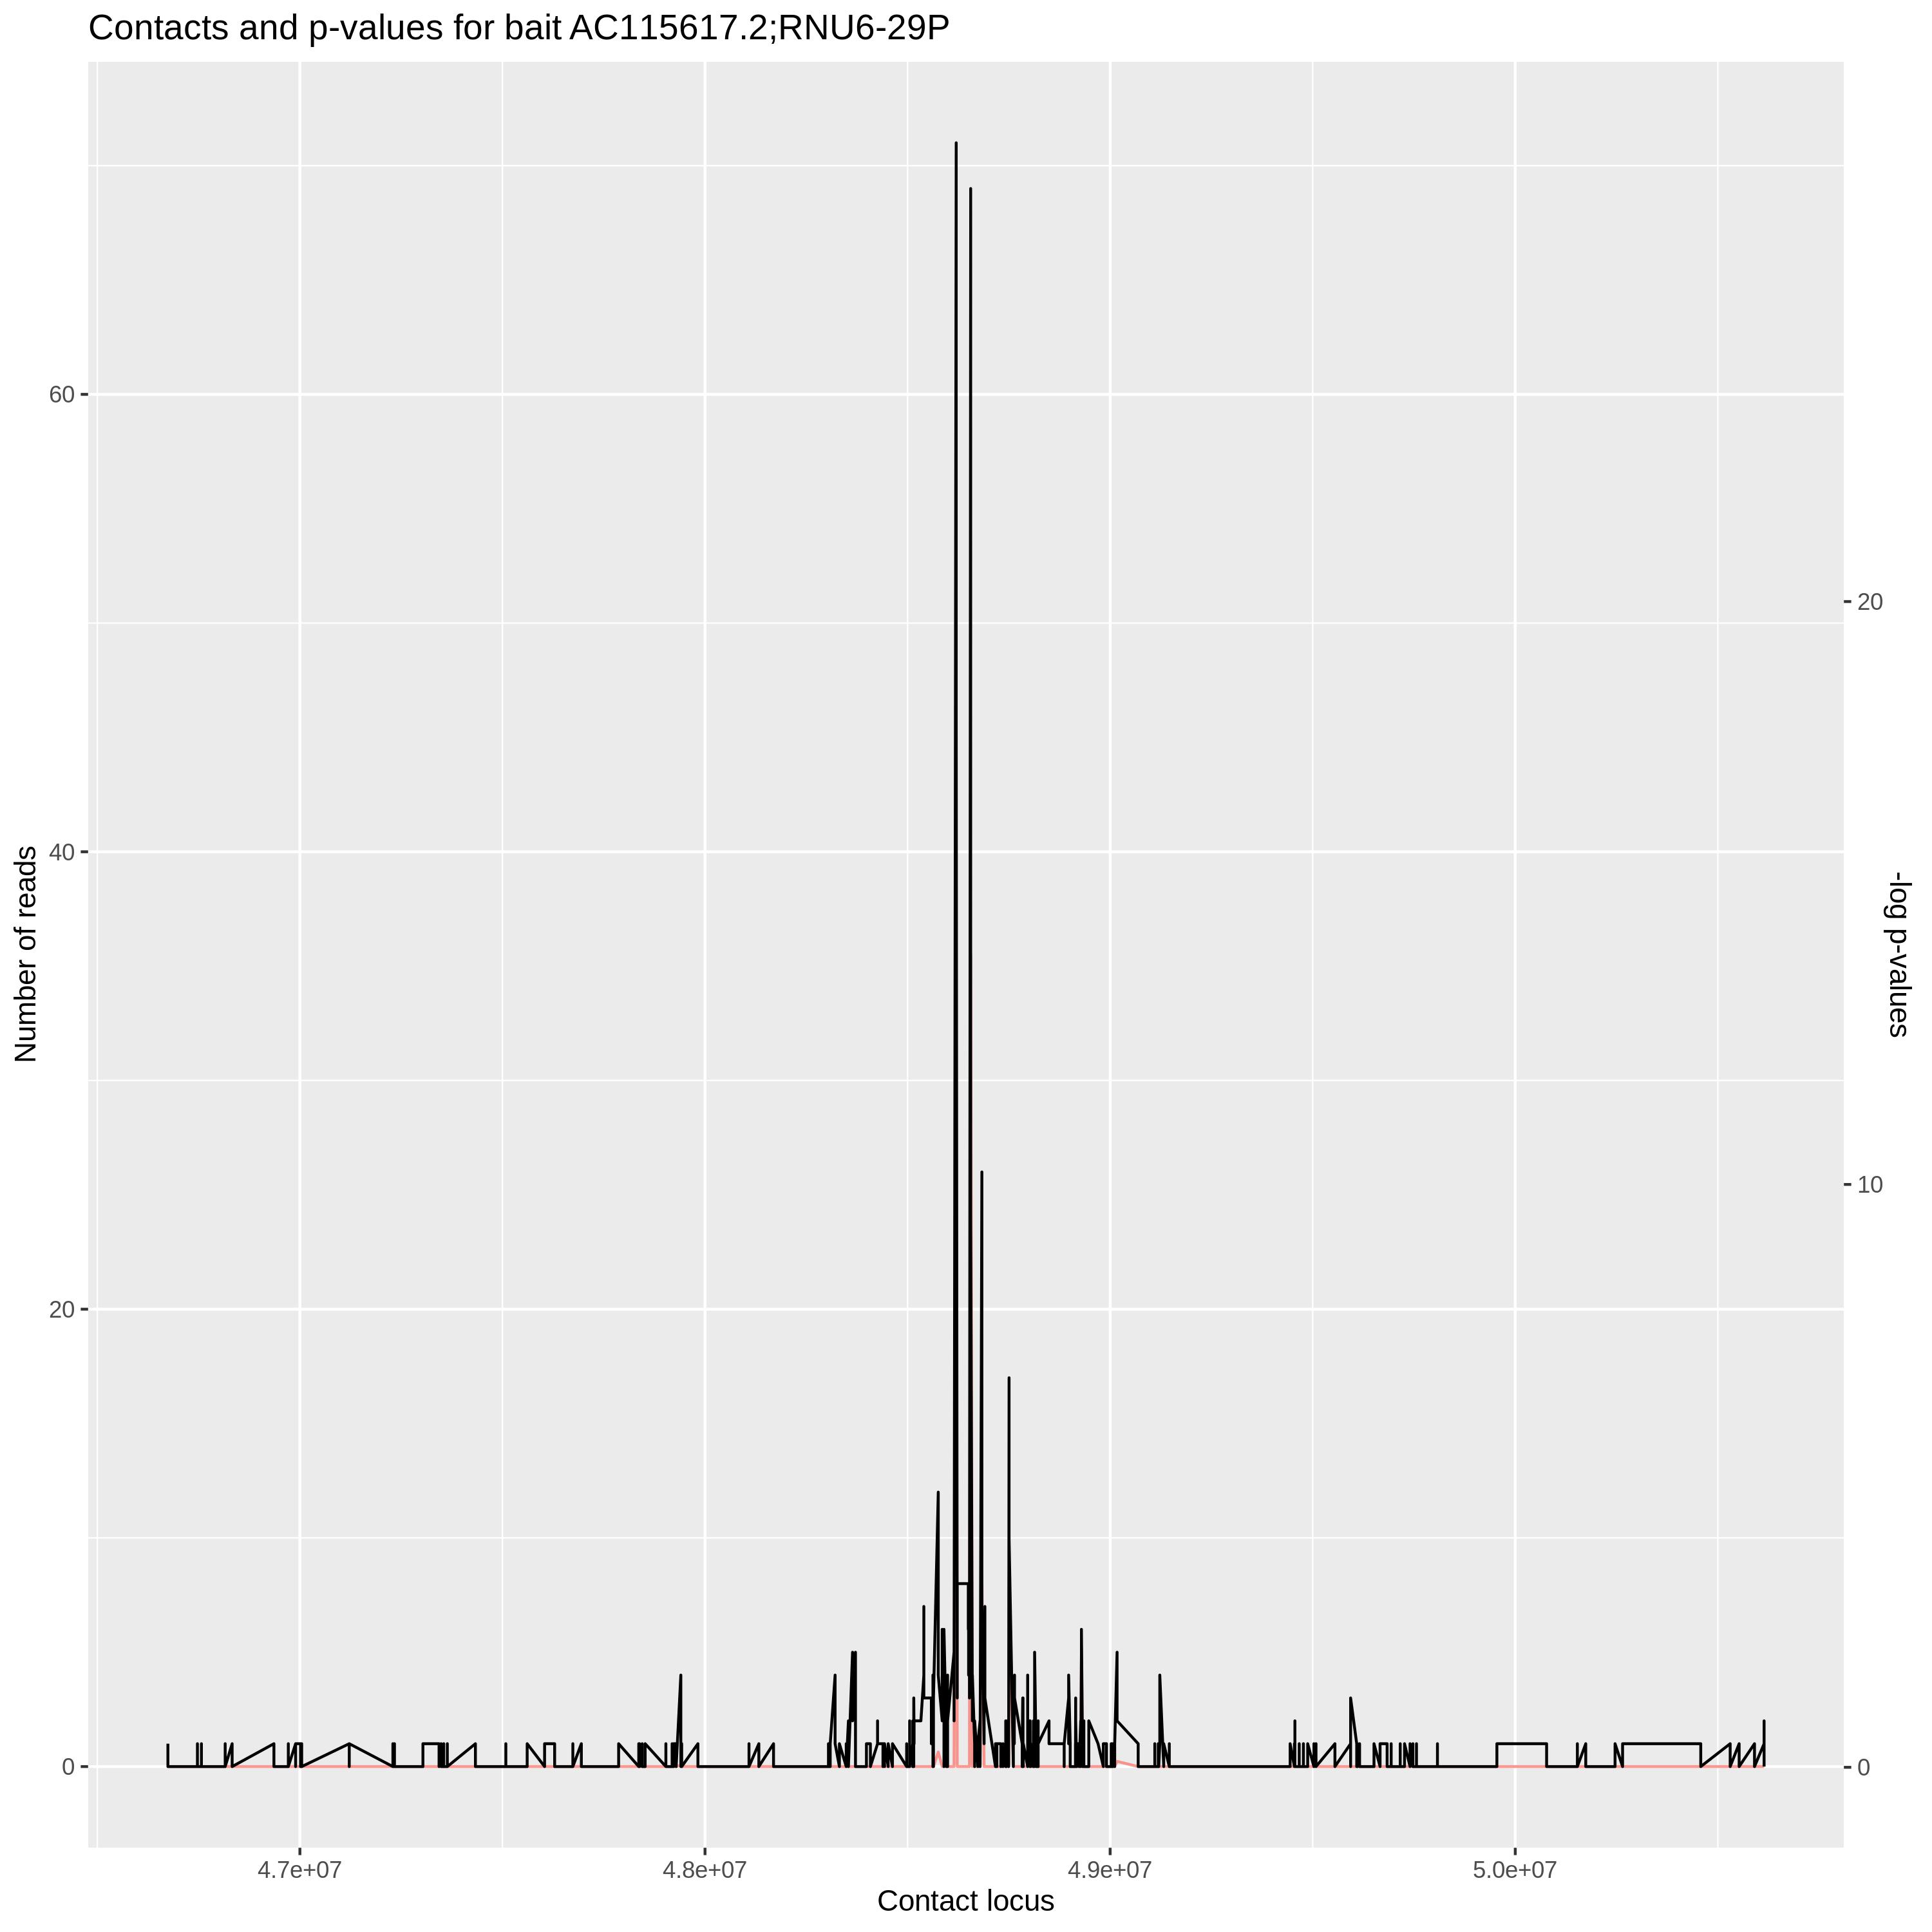 Contacts and p-values for bait AC115617.2;RNU6-29P
60
40
20
0
Number of reads
20
10
0
-log p-values
4.7e+07
4.8e+07
4.9e+07
5.0e+07
Contact locus